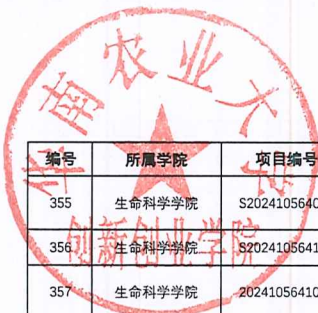 华南农业大学
编号 所属学院 项目编号
355 生命科学学院 S2024105640
356 生命科学学院 S2024105641
357 生命科学学院 20241056410
创新创业学院